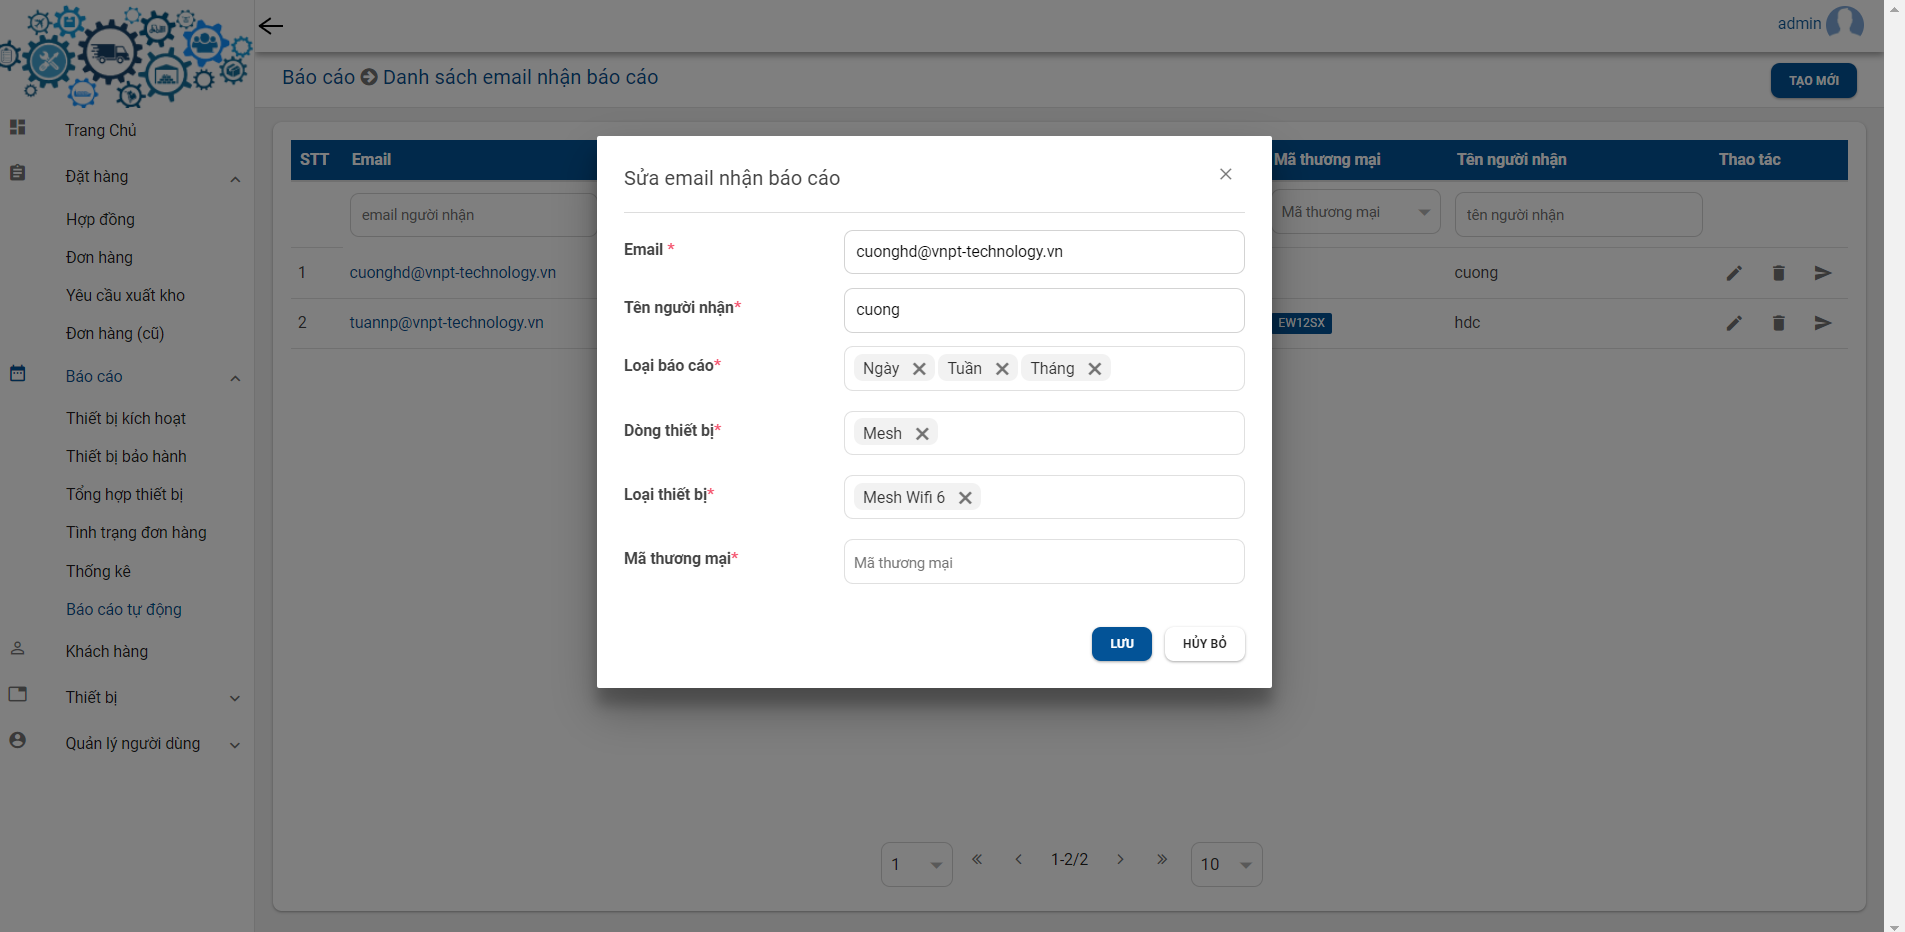 admin
Báo cáo Danh sách email nhận báo cáo
TẠO MỚI
Trang Chủ
Đặt hàng
Hợp đồng
Đơn hàng
Yêu cầu xuất kho
Đơn hàng (cũ)
Báo cáo
Thiết bị kích hoạt
Thiết bị bảo hành
Tổng hợp thiết bị
Tình trạng đơn hàng
Thống kê
Báo cáo tự động
Khách hàng
Thiết bị
Quản lý người dùng
STT Email Mã thương mại Tên người nhận Thao tác
email người nhận Mã thương mại tên người nhận
1 cuonghd@vnpt-technology.vn cuong
2 tuannp@vnpt-technology.vn EW12SX hdc
Sửa email nhận báo cáo
Email * cuonghd@vnpt-technology.vn
Tên người nhận* cuong
Loại báo cáo* Ngày Tuần Tháng
Dòng thiết bị* Mesh
Loại thiết bị* Mesh Wifi 6
Mã thương mại* Mã thương mại
LƯU HỦY BỎ
1 1-2/2 10